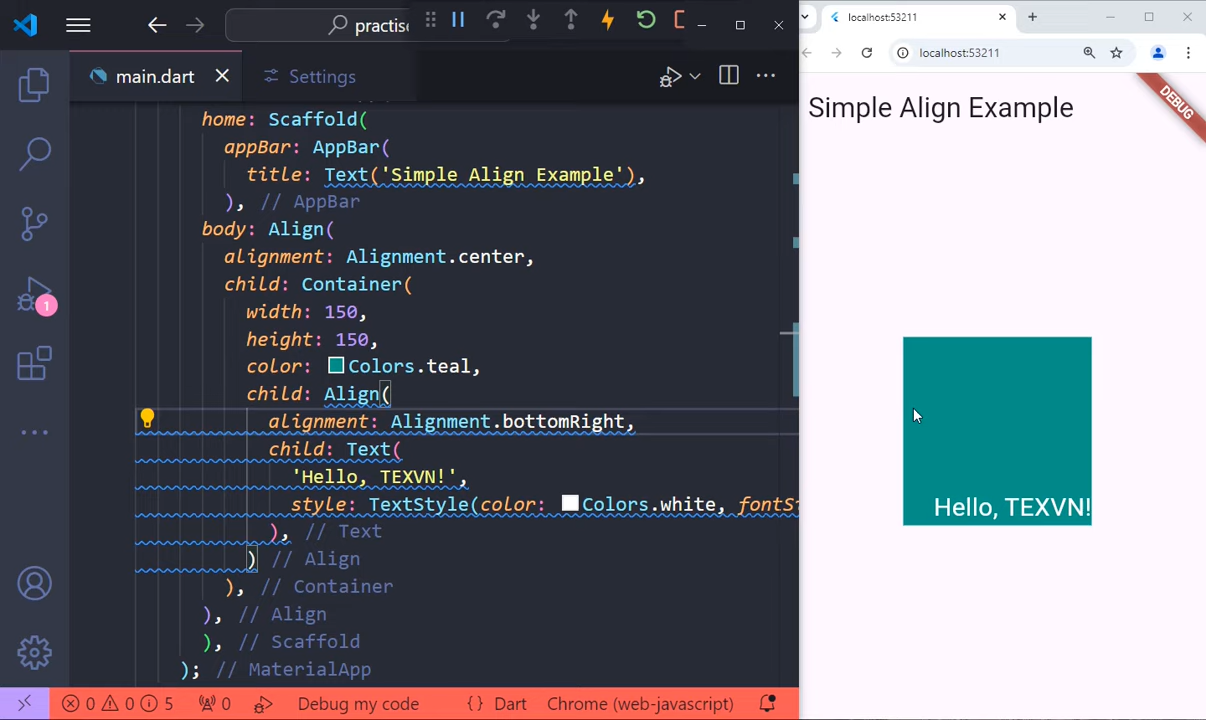 practise
main.dart
Settings
home: Scaffold(
appBar: AppBar(
title: Text('Simple Align Example'),
), // AppBar
body: Align(
alignment: Alignment.center,
child: Container(
width: 150,
height: 150,
color: Colors.teal,
child: Align(
alignment: Alignment.bottomRight,
child: Text(
'Hello, TEXVN!',
style: TextStyle(color: Colors.white, fontS
), // Text
) // Align
), // Container
), // Align
), // Scaffold
); // MaterialApp
1
0 0 5 0 Debug my code { } Dart Chrome (web-javascript)
localhost:53211
localhost:53211
Simple Align Example
DEBUG
Hello, TEXVN!